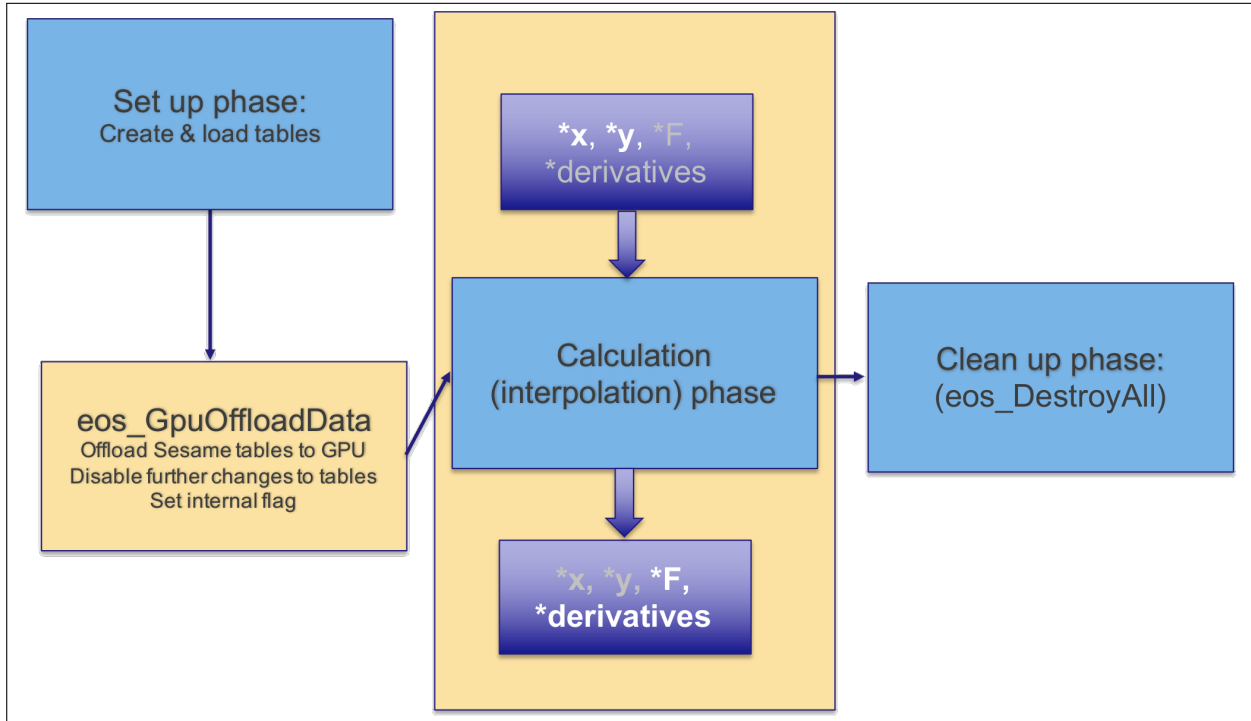 Set up phase:
Create & load tables
eos_GpuOffloadData
Offload Sesame tables to GPU
Disable further changes to tables
Set internal flag
*x, *y, *F,
*derivatives
Calculation
(interpolation) phase
*x, *y, *F,
*derivatives
Clean up phase:
(eos_DestroyAll)